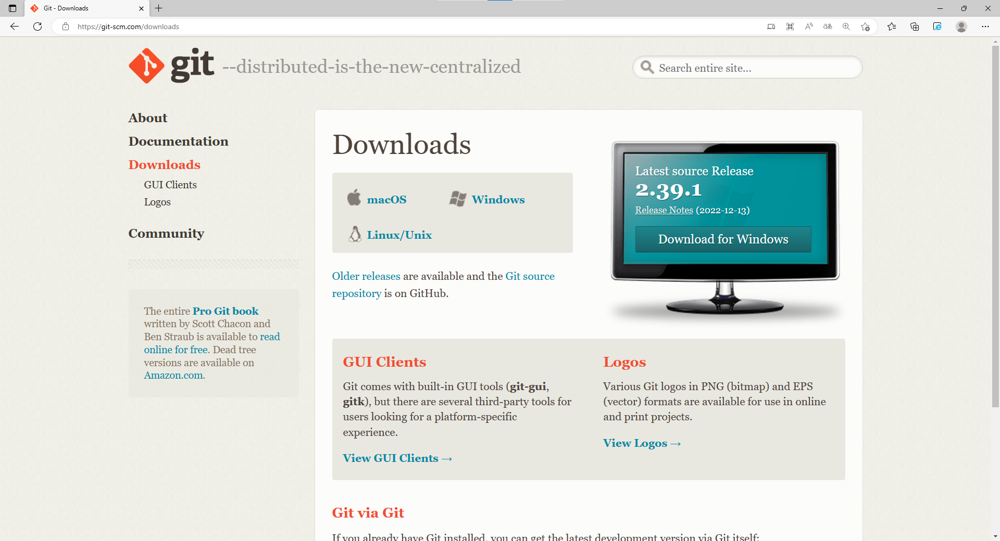 Git - Downloads
https://git-scm.com/downloads
git --distributed-is-the-new-centralized
Search entire site...
About
Documentation
Downloads
GUI Clients
Logos
Community
The entire Pro Git book
written by Scott Chacon and
Ben Straub is available to read
online for free. Dead tree
versions are available on
Amazon.com.
Downloads
macOS
Windows
Linux/Unix
Older releases are available and the Git source
repository is on GitHub.
Latest source Release
2.39.1
Release Notes (2022-12-13)
Download for Windows
GUI Clients
Git comes with built-in GUI tools (git-gui,
gitk), but there are several third-party tools for
users looking for a platform-specific
experience.
View GUI Clients →
Logos
Various Git logos in PNG (bitmap) and EPS
(vector) formats are available for use in online
and print projects.
View Logos →
Git via Git
If you already have Git installed, you can get the latest development version via Git itself: